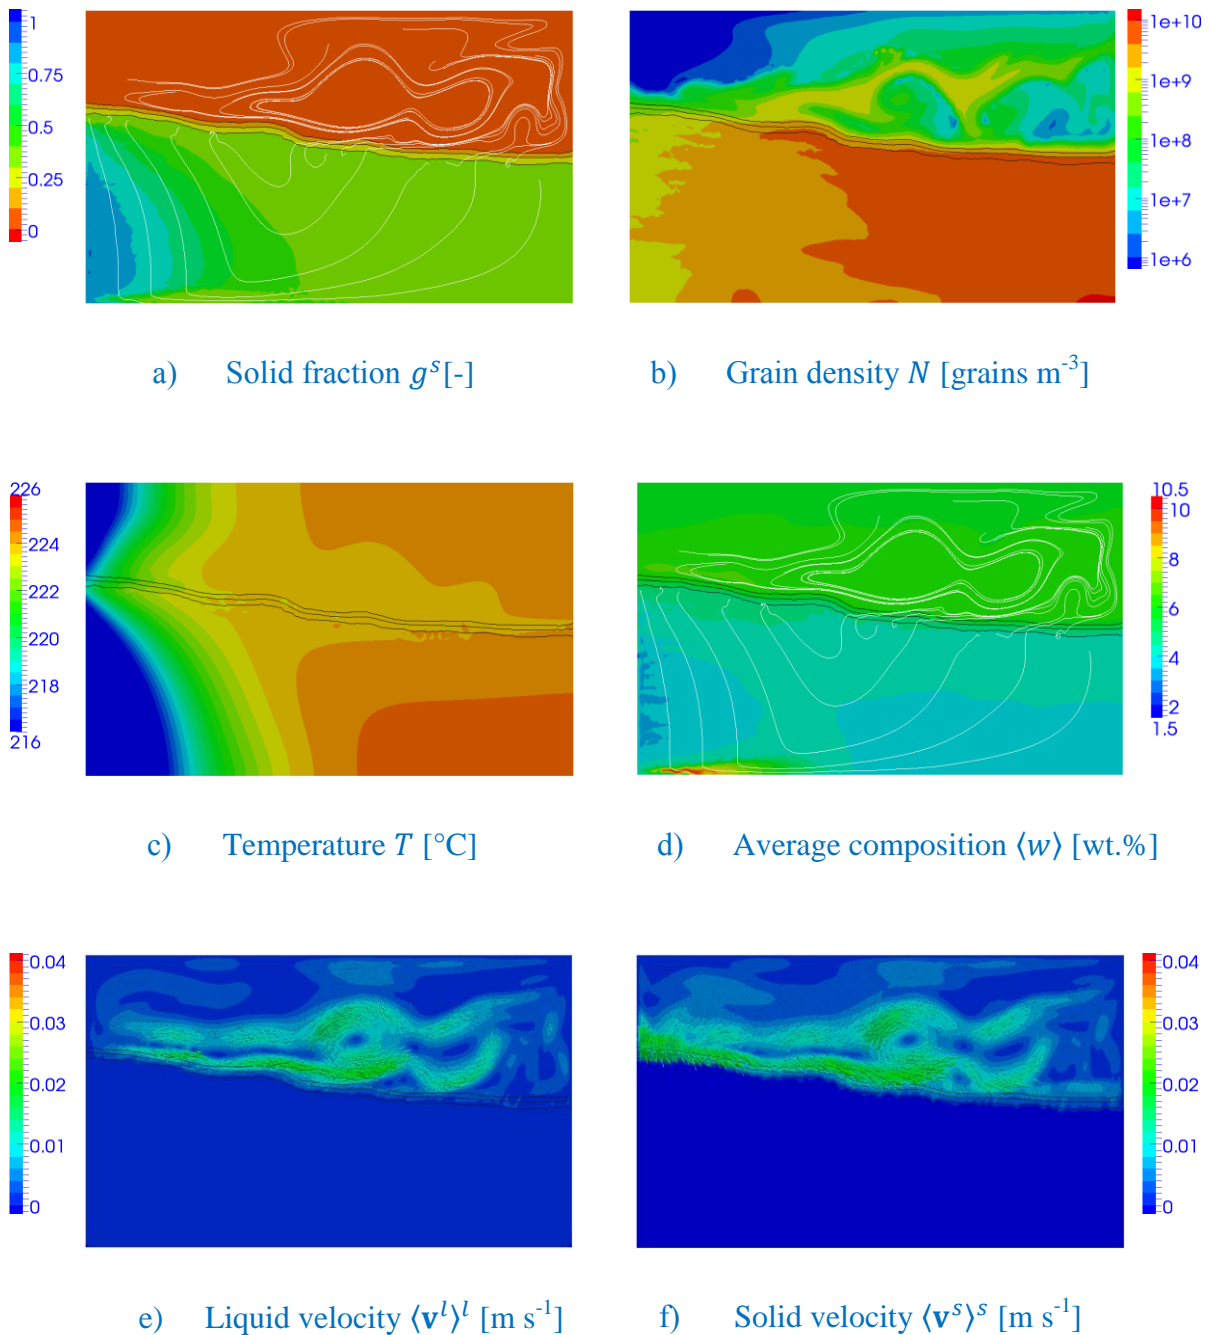 1
0.75
0.5
0.25
0
1e+10
1e+9
1e+8
1e+7
1e+6
a) Solid fraction gˢ[-]
b) Grain density N [grains m⁻³]
226
224
222
220
218
216
10.5
10
8
6
4
2
1.5
c) Temperature T [°C]
d) Average composition ⟨w⟩ [wt.%]
0.04
0.03
0.02
0.01
0
0.04
0.03
0.02
0.01
0
e) Liquid velocity ⟨vˡ⟩ˡ [m s⁻¹]
f) Solid velocity ⟨vˢ⟩ˢ [m s⁻¹]